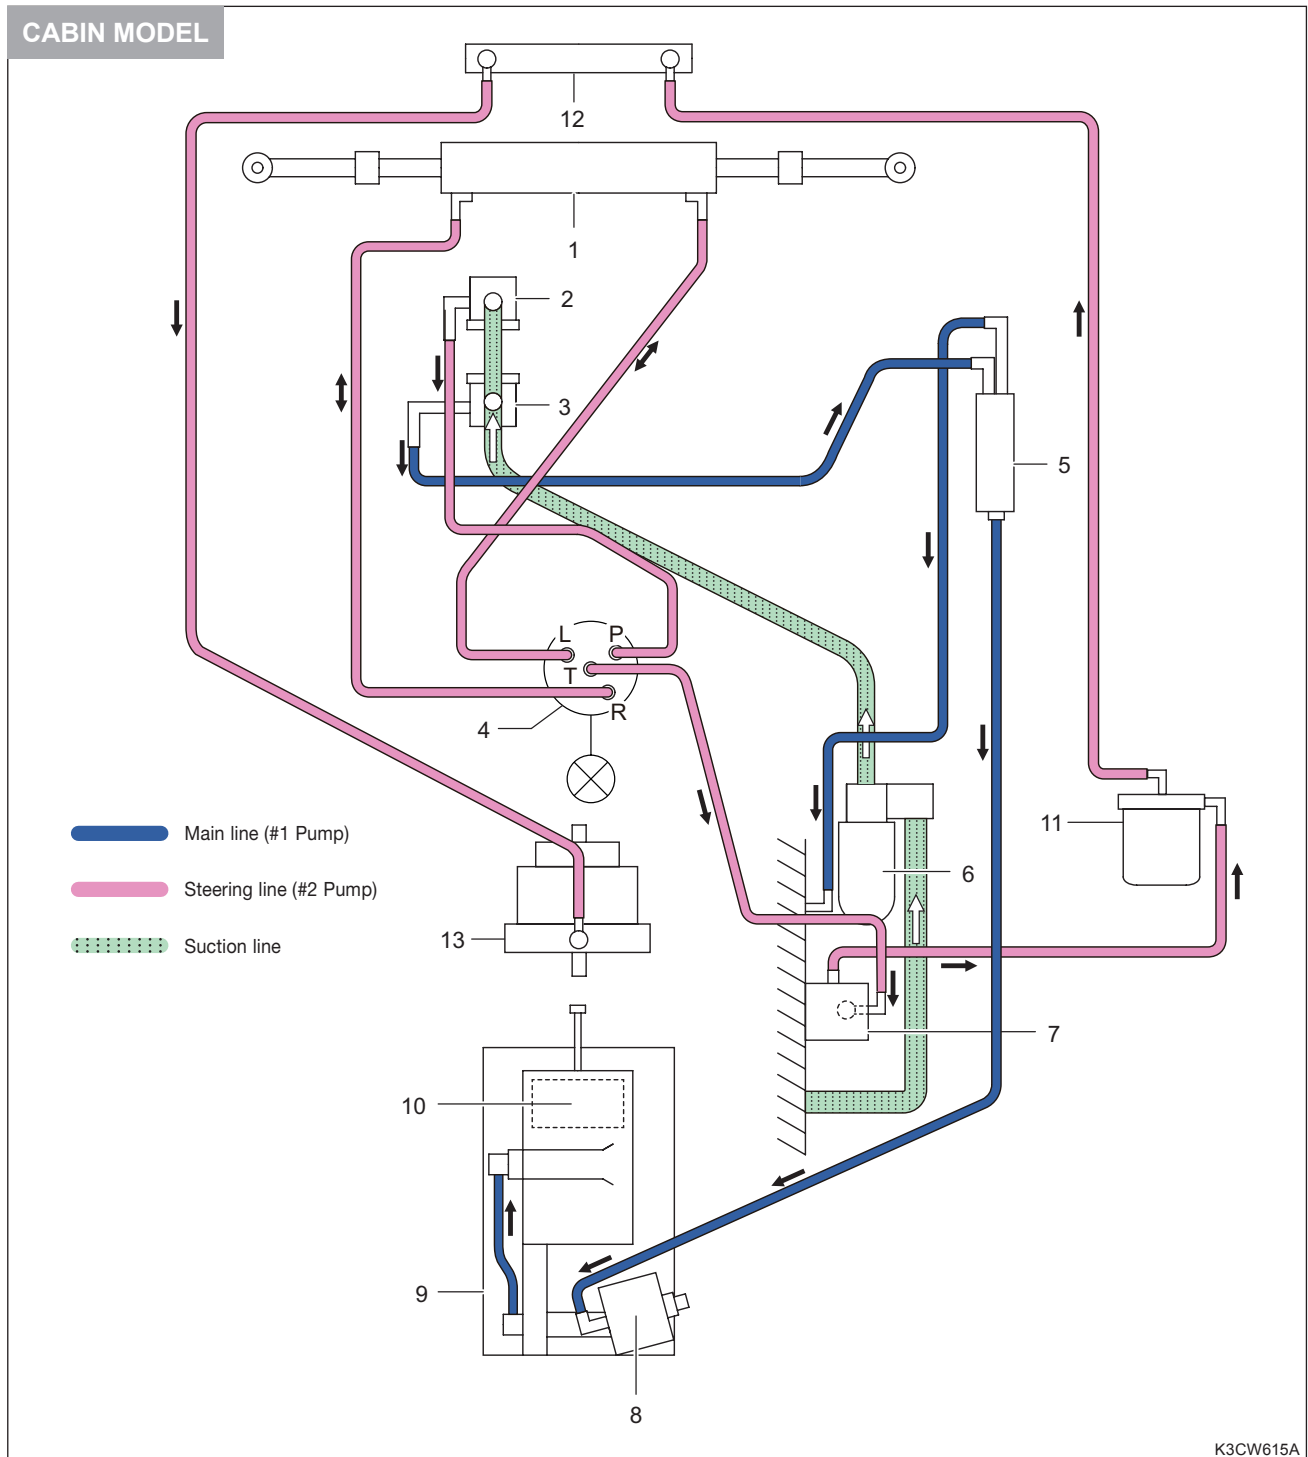 CABIN MODEL
12
1
2
3
5
L
P
T
R
4
11
Main line (#1 Pump)
6
Steering line (#2 Pump)
13
Suction line
7
10
9
8
K3CW615A